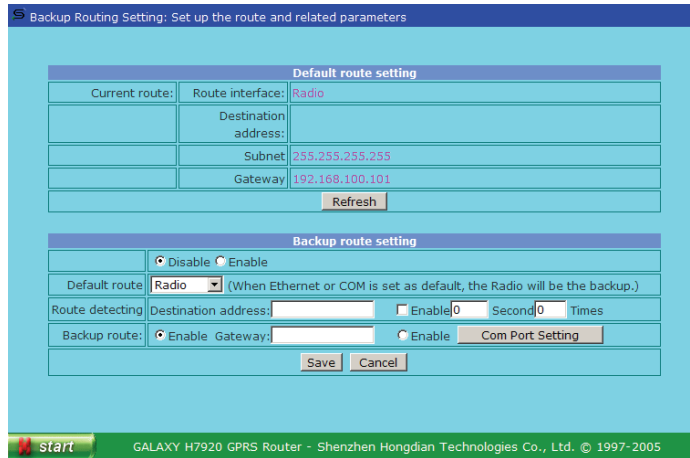 Backup Routing Setting: Set up the route and related parameters
Default route setting
Current route: Route interface: Radio
Destination address:
Subnet 255.255.255.255
Gateway 192.168.100.101
Refresh
Backup route setting
Disable Enable
Default route Radio (When Ethernet or COM is set as default, the Radio will be the backup.)
Route detecting Destination address: Enable 0 Second 0 Times
Backup route: Enable Gateway: Enable Com Port Setting
Save Cancel
start GALAXY H7920 GPRS Router - Shenzhen Hongdian Technologies Co., Ltd. © 1997-2005